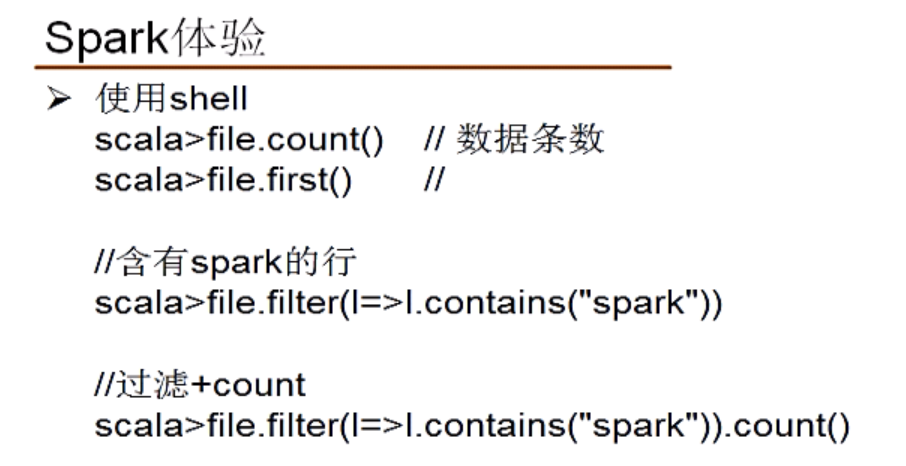 Spark体验
➢ 使用shell
scala>file.count() // 数据条数
scala>file.first() //
//含有spark的行
scala>file.filter(l=>l.contains("spark"))
//过滤+count
scala>file.filter(l=>l.contains("spark")).count()